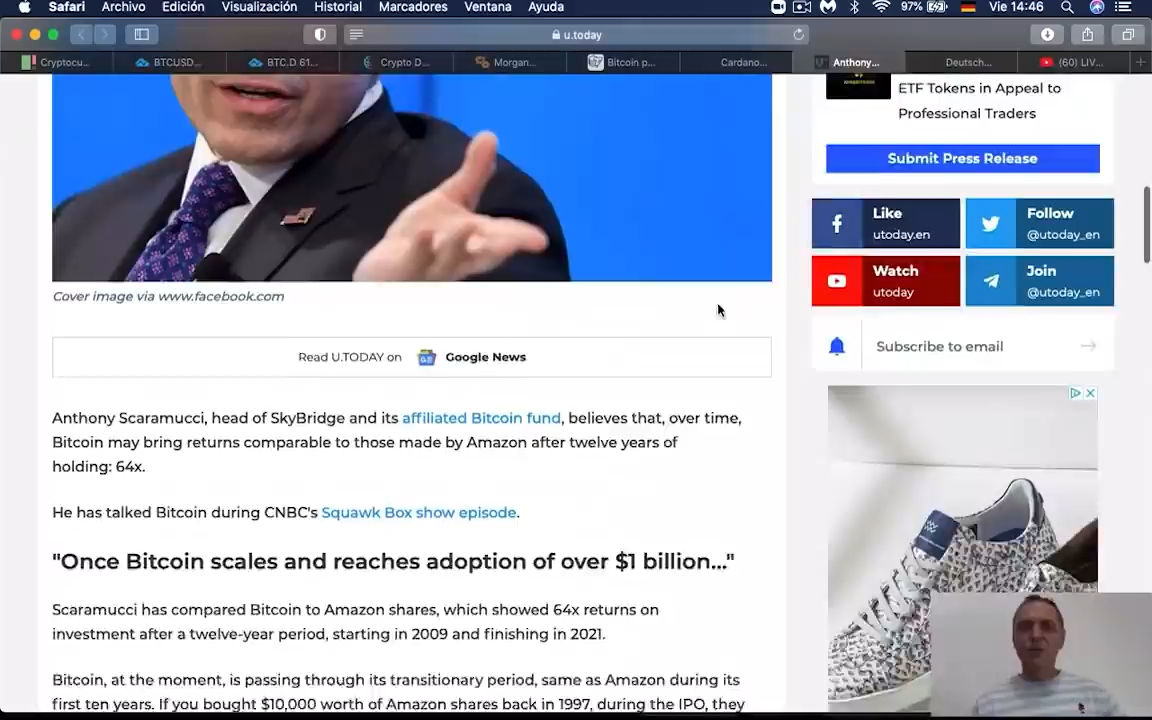 Safari Archivo Edición Visualización Historial Marcadores Ventana Ayuda 97% Vie 14:46
u.today
Cryptocu... BTCUSD... BTC.D 61... Crypto D... Morgan... Bitcoin p... Cardano... Anthony... Deutsch... (60) LIV...
ETF Tokens in Appeal to
Professional Traders
Submit Press Release
Like
utoday.en
Follow
@utoday_en
Watch
utoday
Join
@utoday_en
Subscribe to email
Cover image via www.facebook.com
Read U.TODAY on Google News
Anthony Scaramucci, head of SkyBridge and its affiliated Bitcoin fund, believes that, over time,
Bitcoin may bring returns comparable to those made by Amazon after twelve years of
holding: 64x.
He has talked Bitcoin during CNBC's Squawk Box show episode.
"Once Bitcoin scales and reaches adoption of over $1 billion..."
Scaramucci has compared Bitcoin to Amazon shares, which showed 64x returns on
investment after a twelve-year period, starting in 2009 and finishing in 2021.
Bitcoin, at the moment, is passing through its transitionary period, same as Amazon during its
first ten years. If you bought $10,000 worth of Amazon shares back in 1997, during the IPO, they